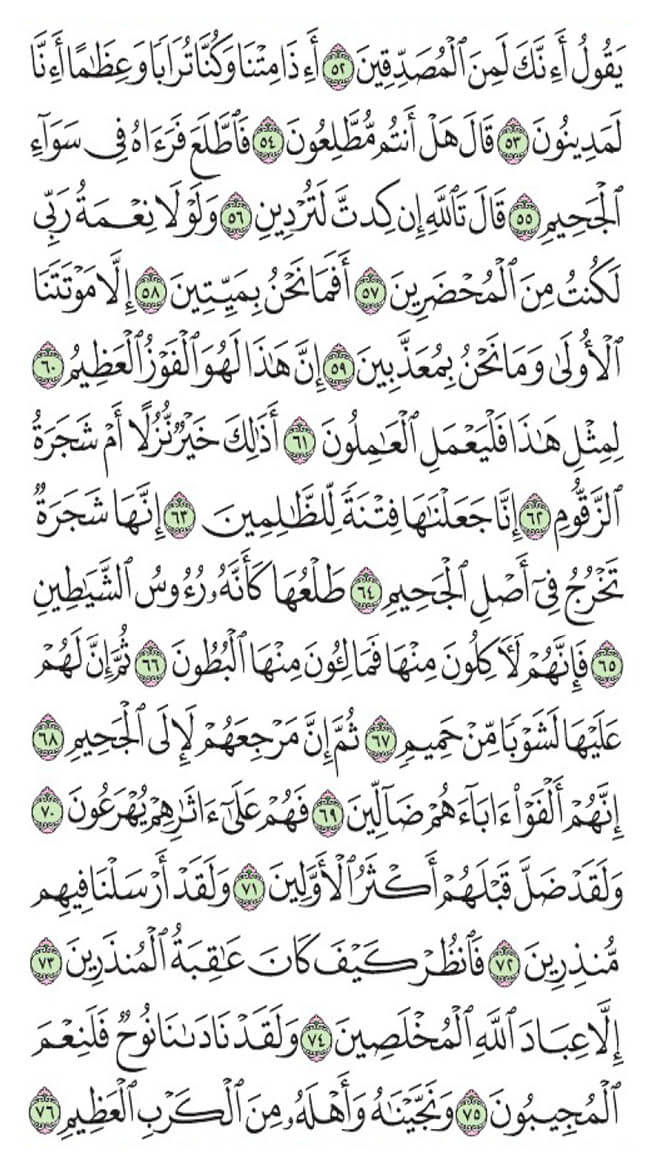 يَقُولُ أَءِنَّكَ لَمِنَ ٱلْمُصَدِّقِينَ ٥٢ أَءِذَا مِتْنَا وَكُنَّا تُرَابًا وَعِظَٰمًا أَءِنَّا
لَمَدِينُونَ ٥٣ قَالَ هَلْ أَنتُم مُّطَّلِعُونَ ٥٤ فَٱطَّلَعَ فَرَءَاهُ فِى سَوَآءِ
ٱلْجَحِيمِ ٥٥ قَالَ تَٱللَّهِ إِن كِدتَّ لَتُرْدِينِ ٥٦ وَلَوْلَا نِعْمَةُ رَبِّى
لَكُنتُ مِنَ ٱلْمُحْضَرِينَ ٥٧ أَفَمَا نَحْنُ بِمَيِّتِينَ ٥٨ إِلَّا مَوْتَتَنَا
ٱلْأُولَىٰ وَمَا نَحْنُ بِمُعَذَّبِينَ ٥٩ إِنَّ هَٰذَا لَهُوَ ٱلْفَوْزُ ٱلْعَظِيمُ ٦٠
لِمِثْلِ هَٰذَا فَلْيَعْمَلِ ٱلْعَٰمِلُونَ ٦١ أَذَٰلِكَ خَيْرٌ نُّزُلًا أَمْ شَجَرَةُ
ٱلزَّقُّومِ ٦٢ إِنَّا جَعَلْنَٰهَا فِتْنَةً لِّلظَّٰلِمِينَ ٦٣ إِنَّهَا شَجَرَةٌ
تَخْرُجُ فِىٓ أَصْلِ ٱلْجَحِيمِ ٦٤ طَلْعُهَا كَأَنَّهُۥ رُءُوسُ ٱلشَّيَٰطِينِ
٦٥ فَإِنَّهُمْ لَءَاكِلُونَ مِنْهَا فَمَالِـُٔونَ مِنْهَا ٱلْبُطُونَ ٦٦ ثُمَّ إِنَّ لَهُمْ
عَلَيْهَا لَشَوْبًا مِّنْ حَمِيمٍ ٦٧ ثُمَّ إِنَّ مَرْجِعَهُمْ لَإِلَى ٱلْجَحِيمِ ٦٨
إِنَّهُمْ أَلْفَوْا۟ ءَابَآءَهُمْ ضَآلِّينَ ٦٩ فَهُمْ عَلَىٰٓ ءَاثَٰرِهِمْ يُهْرَعُونَ ٧٠
وَلَقَدْ ضَلَّ قَبْلَهُمْ أَكْثَرُ ٱلْأَوَّلِينَ ٧١ وَلَقَدْ أَرْسَلْنَا فِيهِم
مُّنذِرِينَ ٧٢ فَٱنظُرْ كَيْفَ كَانَ عَٰقِبَةُ ٱلْمُنذَرِينَ ٧٣
إِلَّا عِبَادَ ٱللَّهِ ٱلْمُخْلَصِينَ ٧٤ وَلَقَدْ نَادَىٰنَا نُوحٌ فَلَنِعْمَ
ٱلْمُجِيبُونَ ٧٥ وَنَجَّيْنَٰهُ وَأَهْلَهُۥ مِنَ ٱلْكَرْبِ ٱلْعَظِيمِ ٧٦